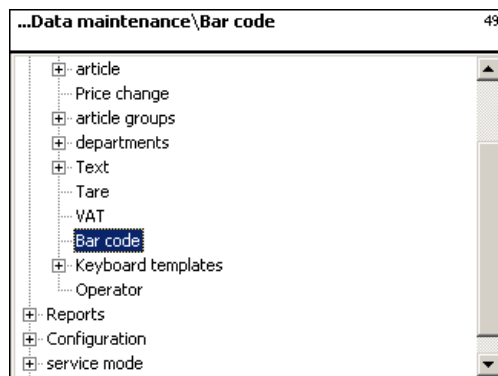 ...Data maintenance\Bar code 49
article
Price change
article groups
departments
Text
Tare
VAT
Bar code
Keyboard templates
Operator
Reports
Configuration
service mode